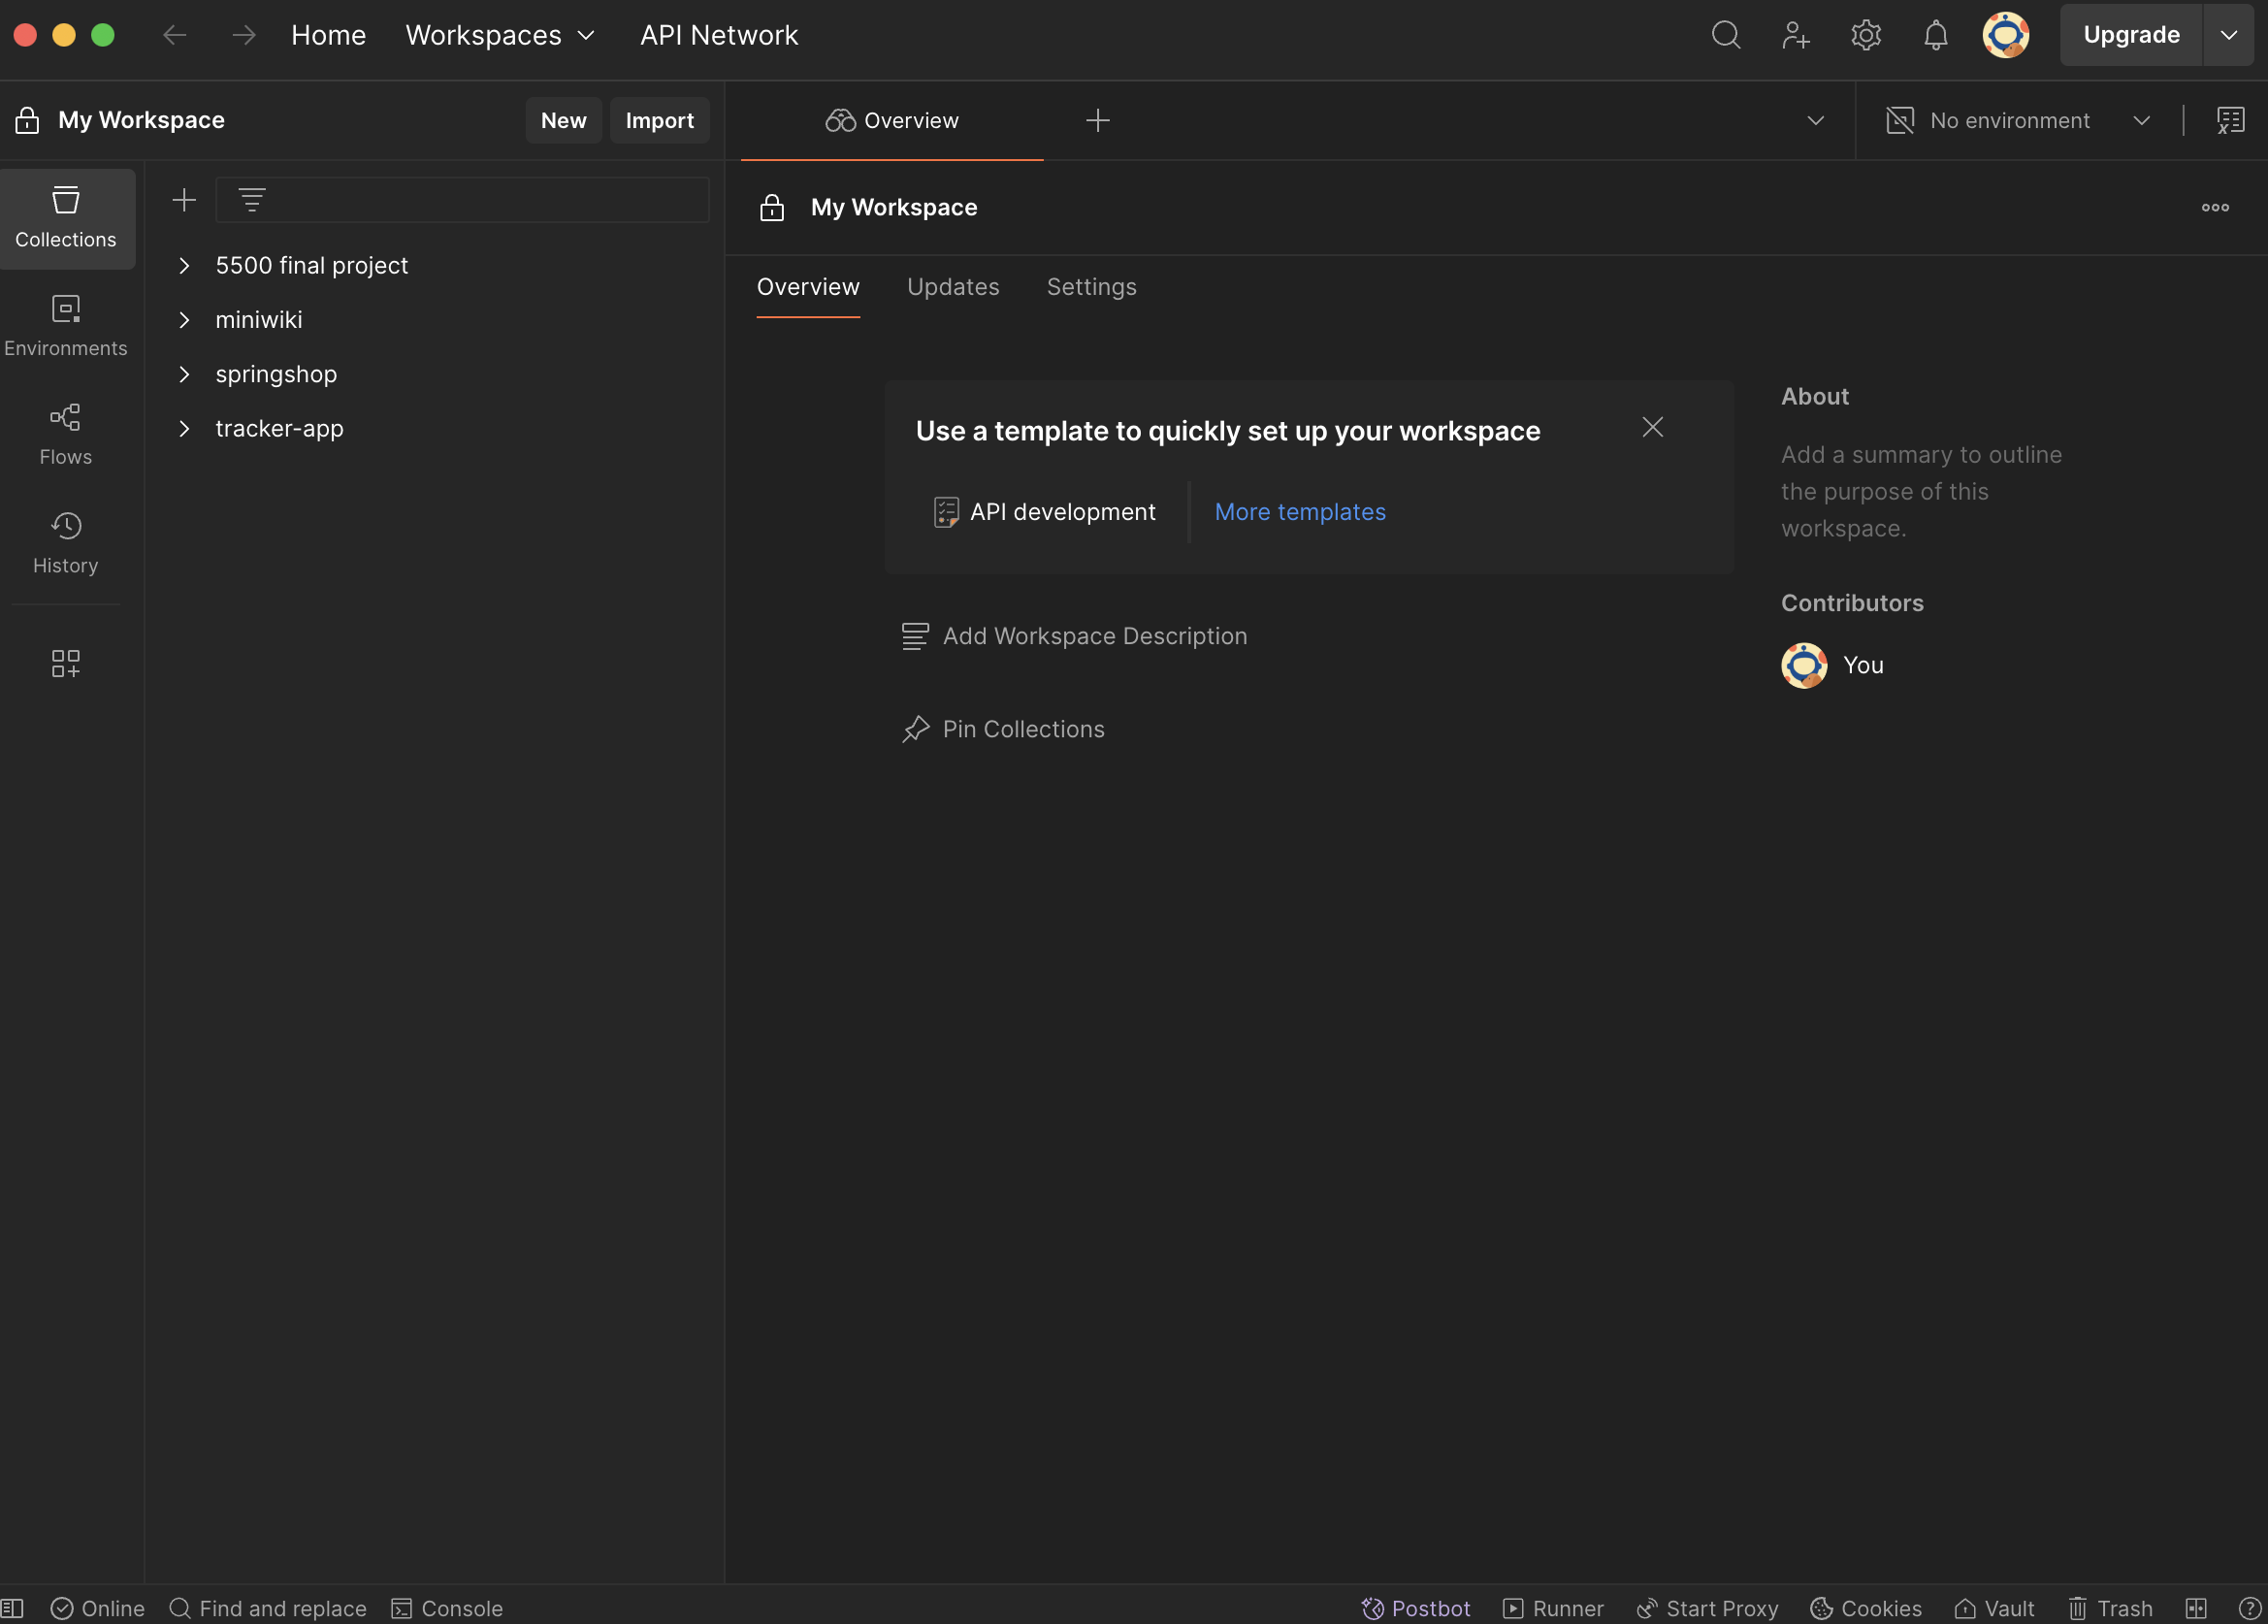 Home Workspaces API Network Upgrade
My Workspace New Import Overview No environment
Collections
Environments
Flows
History
5500 final project
miniwiki
springshop
tracker-app
My Workspace
Overview Updates Settings
Use a template to quickly set up your workspace
API development More templates
Add Workspace Description
Pin Collections
About
Add a summary to outline
the purpose of this
workspace.
Contributors
You
Online Find and replace Console Postbot Runner Start Proxy Cookies Vault Trash